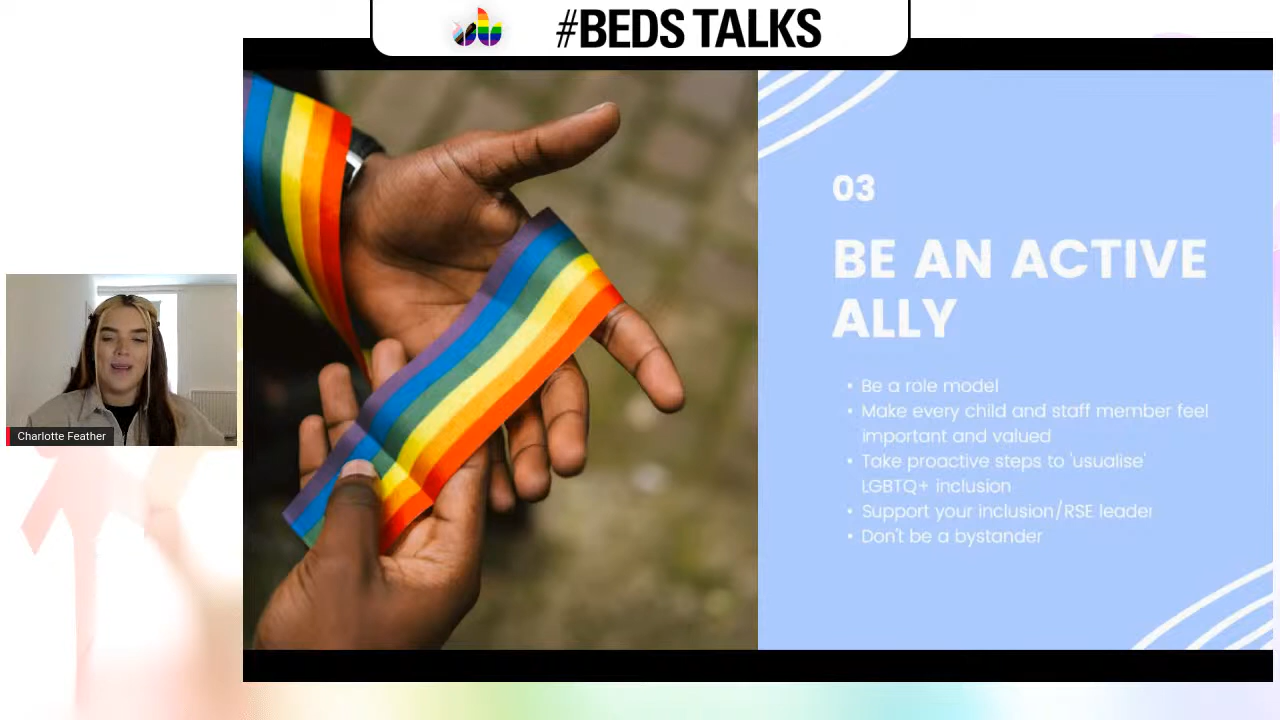 #BEDS TALKS
03
BE AN ACTIVE
ALLY
• Be a role model
• Make every child and staff member feel
important and valued
• Take proactive steps to 'usualise'
LGBTQ+ inclusion
• Support your inclusion/RSE leader
• Don't be a bystander
Charlotte Feather